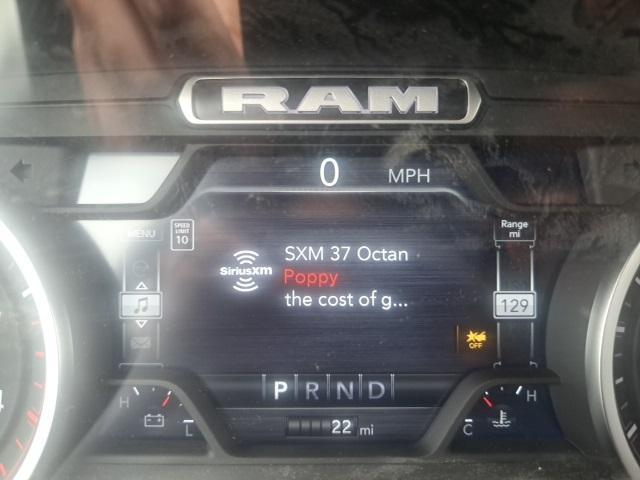 RAM
0 MPH
MENU
SPEED
LIMIT
10
Range
mi
SiriusXM
SXM 37 Octan
Poppy
the cost of g...
129
OFF
P R N D
H
L
22 mi
C
H